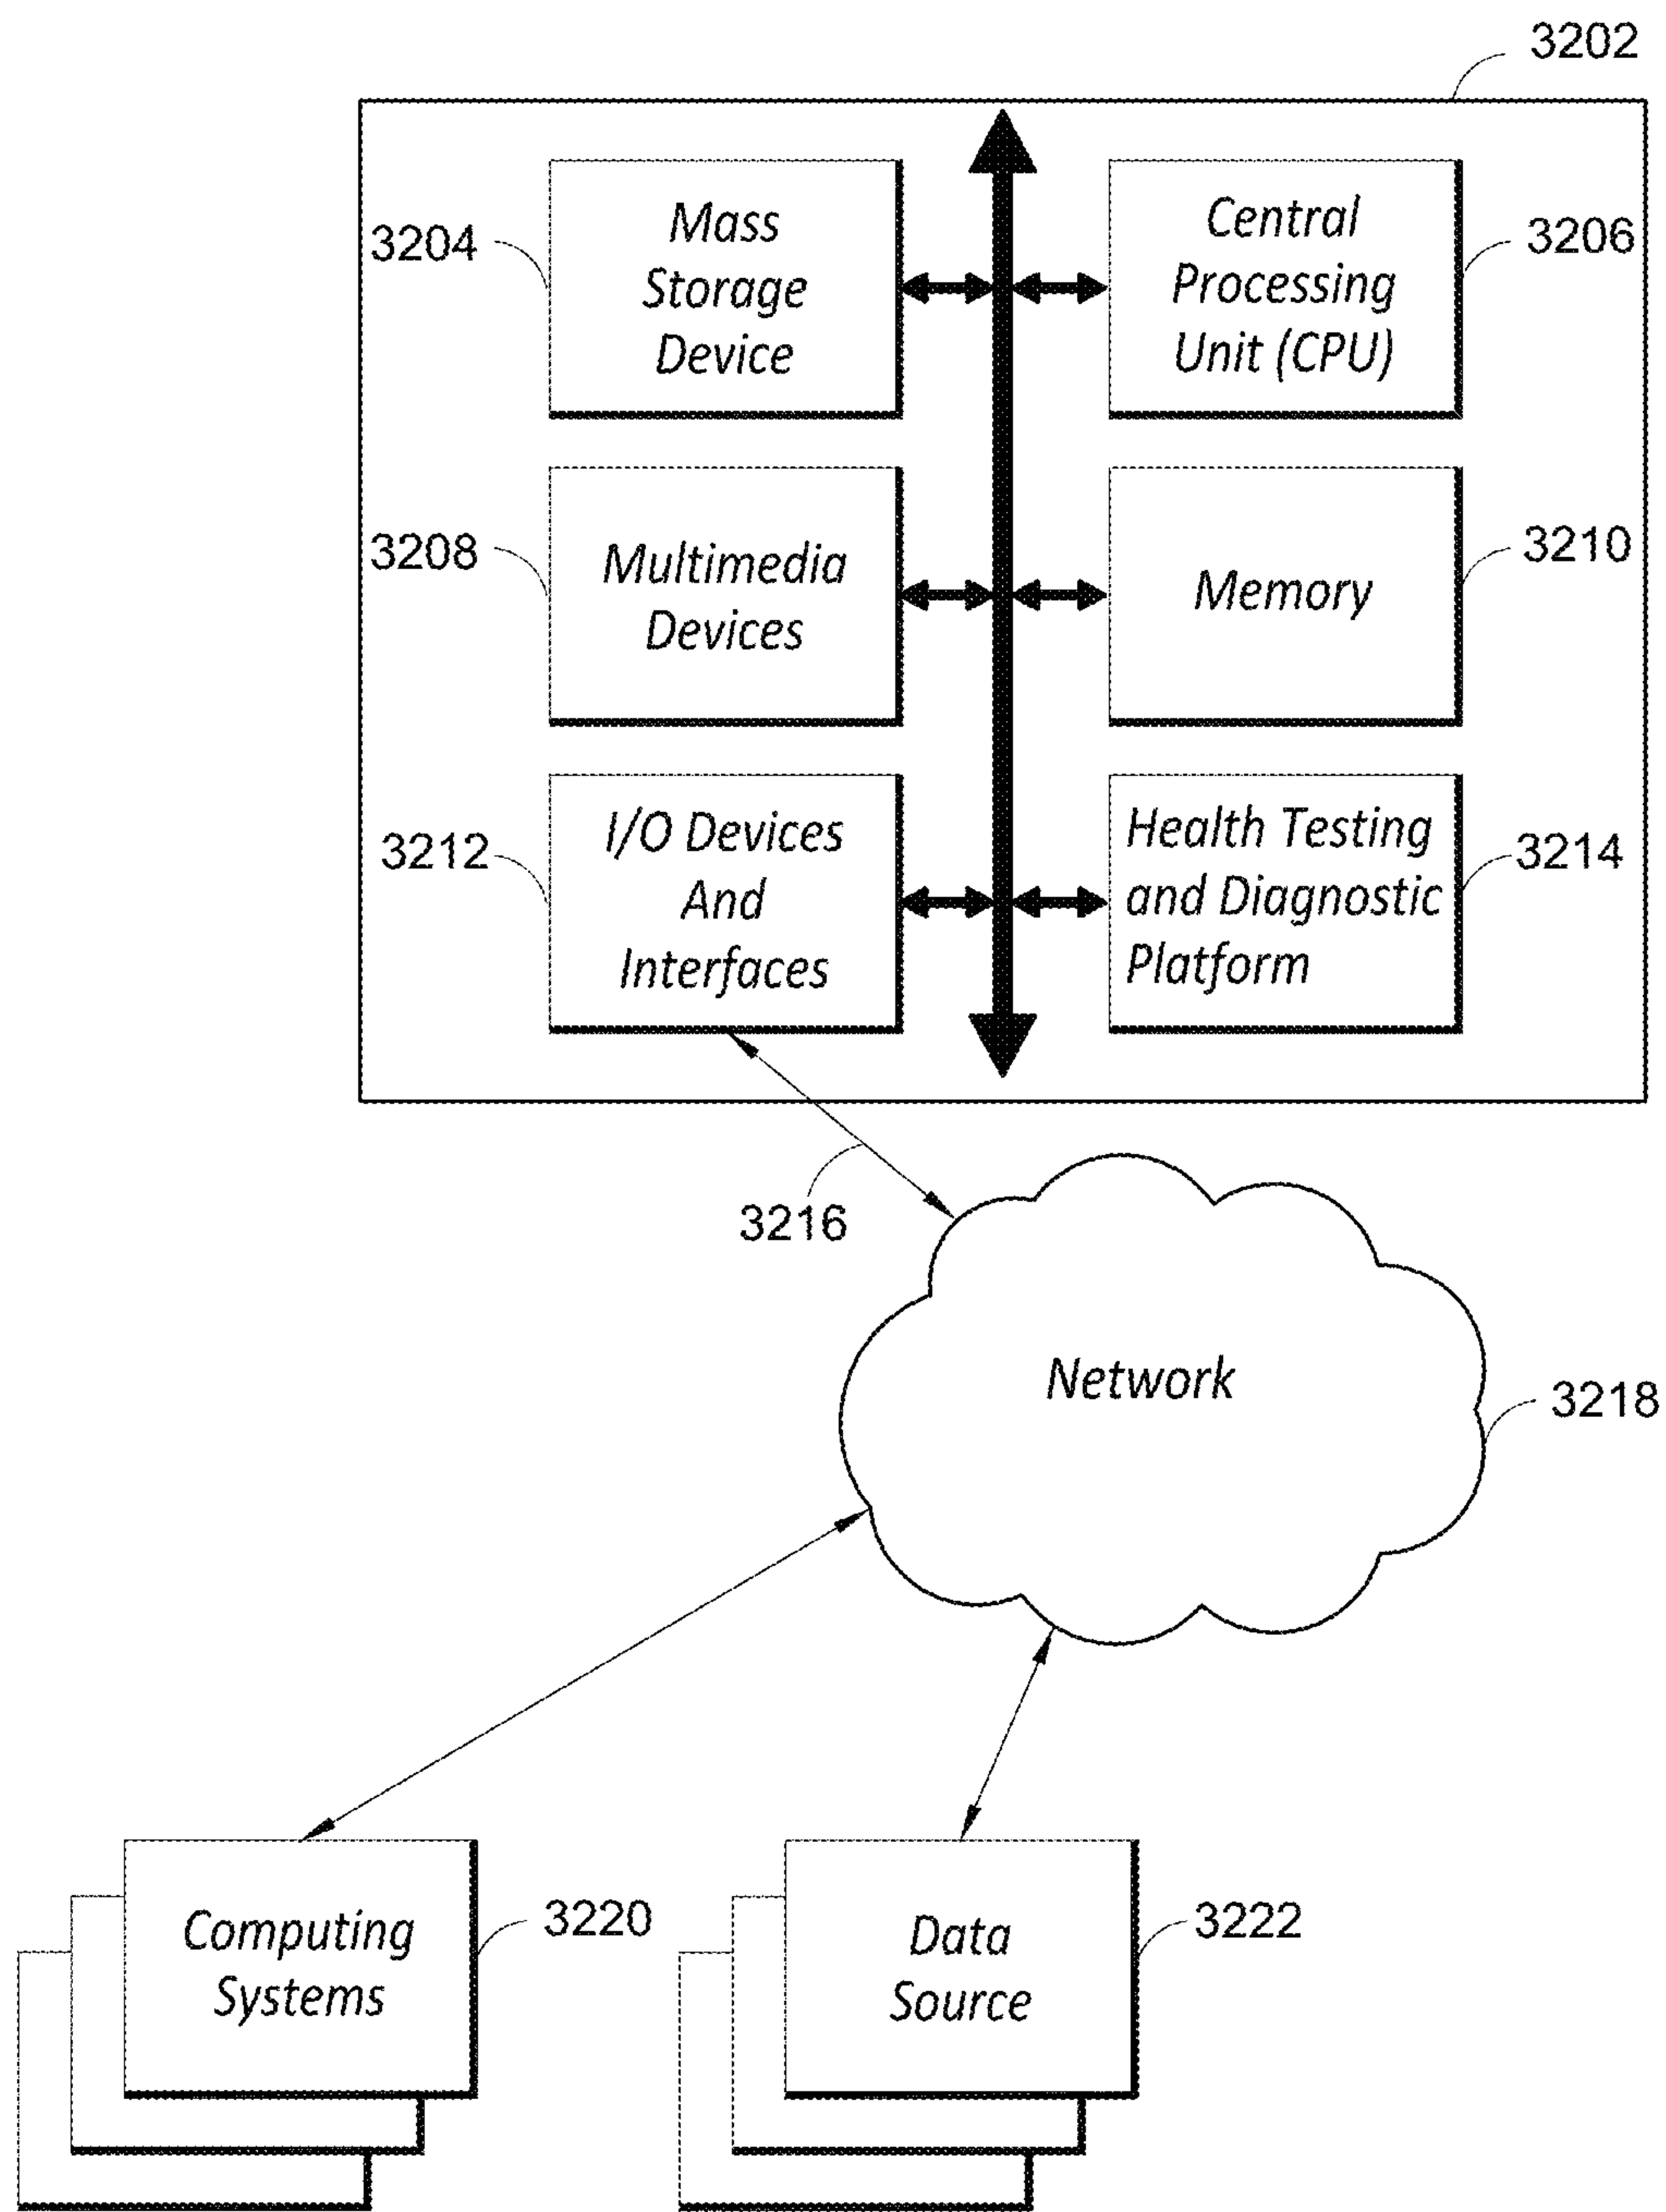 3202
3204
Mass
Storage
Device
Central
Processing
Unit (CPU)
3206
3208
Multimedia
Devices
Memory
3210
3212
I/O Devices
And
Interfaces
Health Testing
and Diagnostic
Platform
3214
3216
Network
3218
Computing
Systems
3220
Data
Source
3222